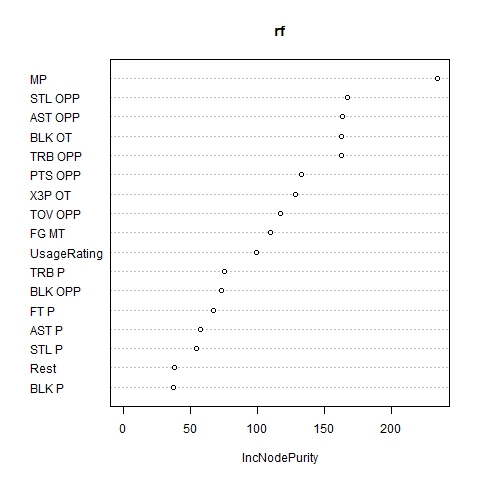 rf
MP
STL OPP
AST OPP
BLK OT
TRB OPP
PTS OPP
X3P OT
TOV OPP
FG MT
UsageRating
TRB P
BLK OPP
FT P
AST P
STL P
Rest
BLK P
0 50 100 150 200
IncNodePurity